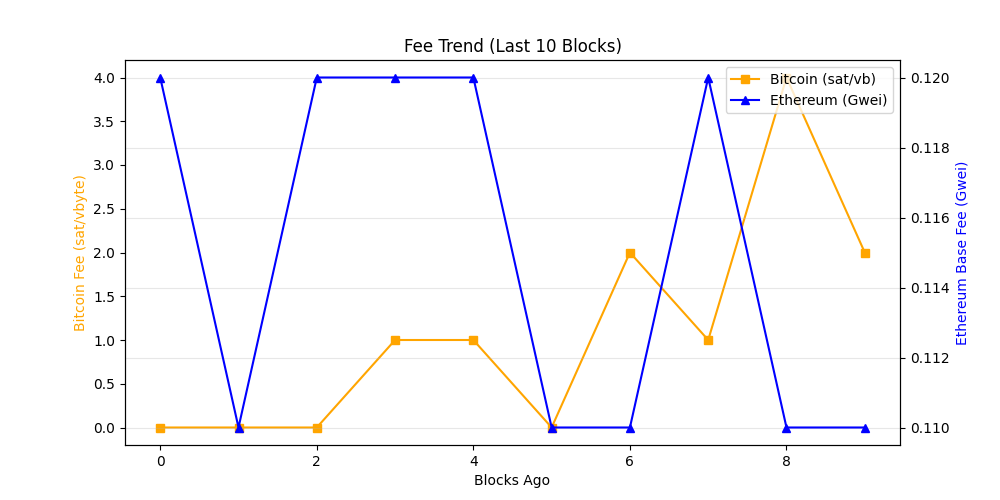 Fee Trend (Last 10 Blocks)
Bitcoin (sat/vb)
Ethereum (Gwei)
Bitcoin Fee (sat/vbyte)
4.0
3.5
3.0
2.5
2.0
1.5
1.0
0.5
0.0
0.120
0.118
0.116
0.114
0.112
0.110
Ethereum Base Fee (Gwei)
0 2 4 6 8
Blocks Ago